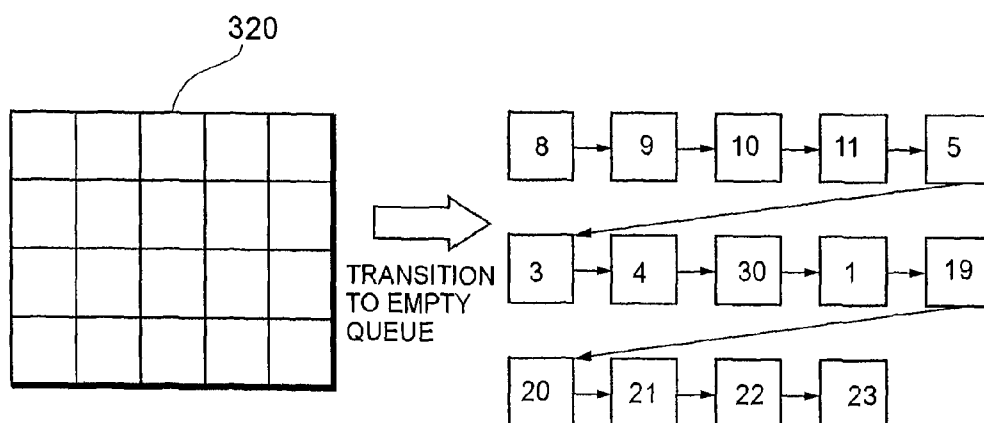 320
8 9 10 11 5
TRANSITION
TO EMPTY
QUEUE
3 4 30 1 19
20 21 22 23